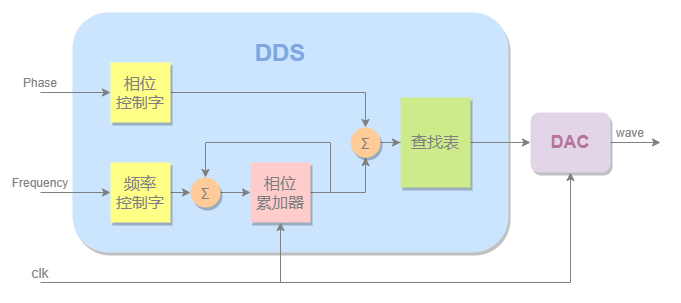 DDS
Phase
相位
控制字
Σ
查找表
DAC
wave
Frequency
频率
控制字
Σ
相位
累加器
clk